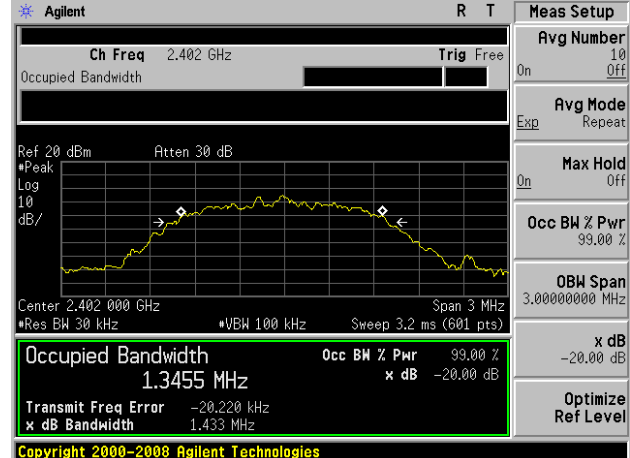 Agilent R T
Meas Setup
Ch Freq 2.402 GHz Trig Free
Occupied Bandwidth
Ref 20 dBm Atten 30 dB
#Peak
Log
10
dB/
Center 2.402 000 GHz Span 3 MHz
#Res BW 30 kHz #VBW 100 kHz Sweep 3.2 ms (601 pts)
Occupied Bandwidth Occ BW % Pwr 99.00 %
1.3455 MHz x dB -20.00 dB
Transmit Freq Error -20.220 kHz
x dB Bandwidth 1.433 MHz
Copyright 2000-2008 Agilent Technologies
Avg Number
10
On Off
Avg Mode
Exp Repeat
Max Hold
On Off
Occ BW % Pwr
99.00 %
OBW Span
3.00000000 MHz
x dB
-20.00 dB
Optimize
Ref Level